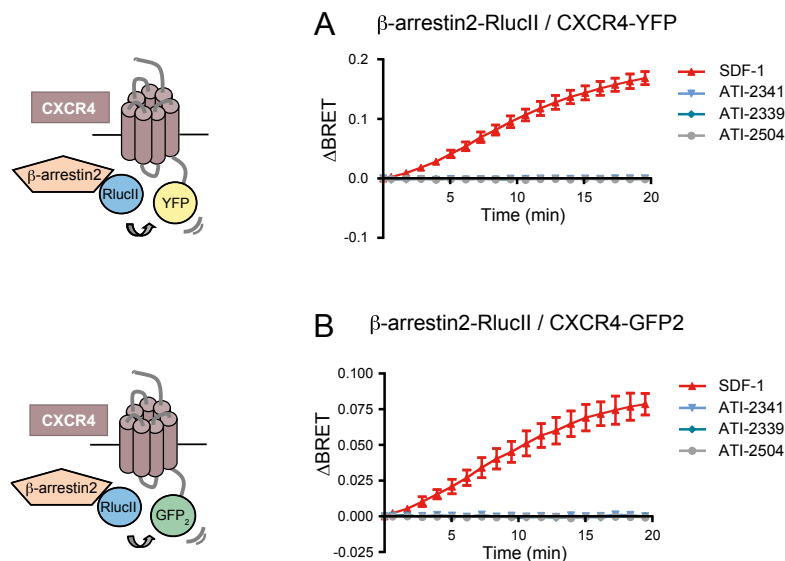 A
β-arrestin2-RlucII / CXCR4-YFP
CXCR4
β-arrestin2
RlucII
YFP
ΔBRET
0.2
0.1
0.0
-0.1
5
10
15
20
Time (min)
SDF-1
ATI-2341
ATI-2339
ATI-2504
B
β-arrestin2-RlucII / CXCR4-GFP2
CXCR4
β-arrestin2
RlucII
GFP2
ΔBRET
0.100
0.075
0.050
0.025
0.000
-0.025
5
10
15
20
Time (min)
SDF-1
ATI-2341
ATI-2339
ATI-2504